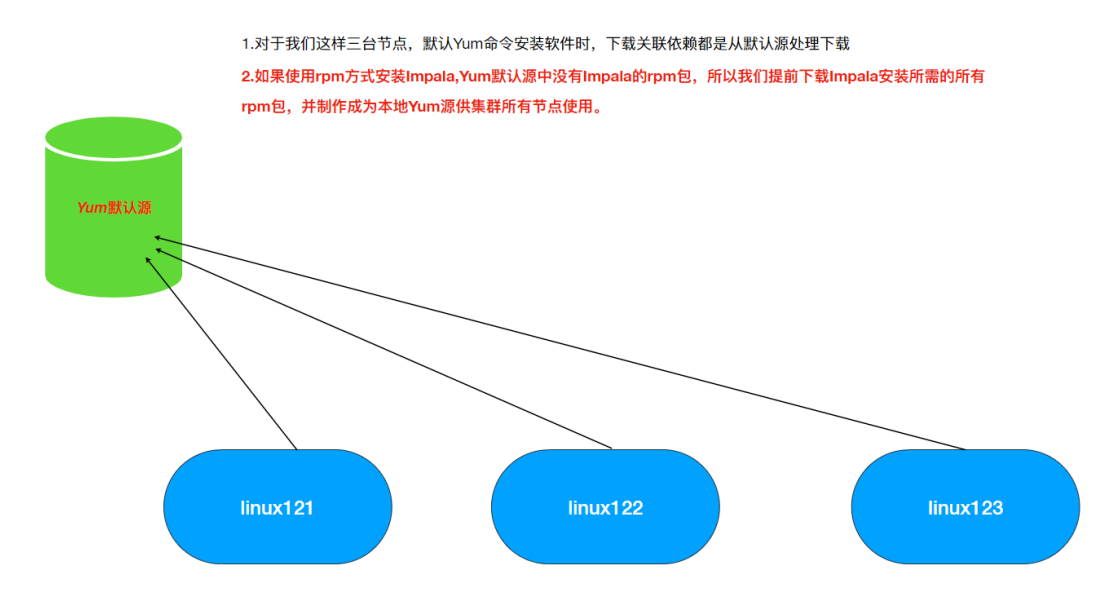 1.对于我们这样三台节点，默认Yum命令安装软件时，下载关联依赖都是从默认源处理下载
2.如果使用rpm方式安装Impala,Yum默认源中没有Impala的rpm包，所以我们提前下载Impala安装所需的所有
rpm包，并制作成为本地Yum源供集群所有节点使用。
Yum默认源
linux121
linux122
linux123